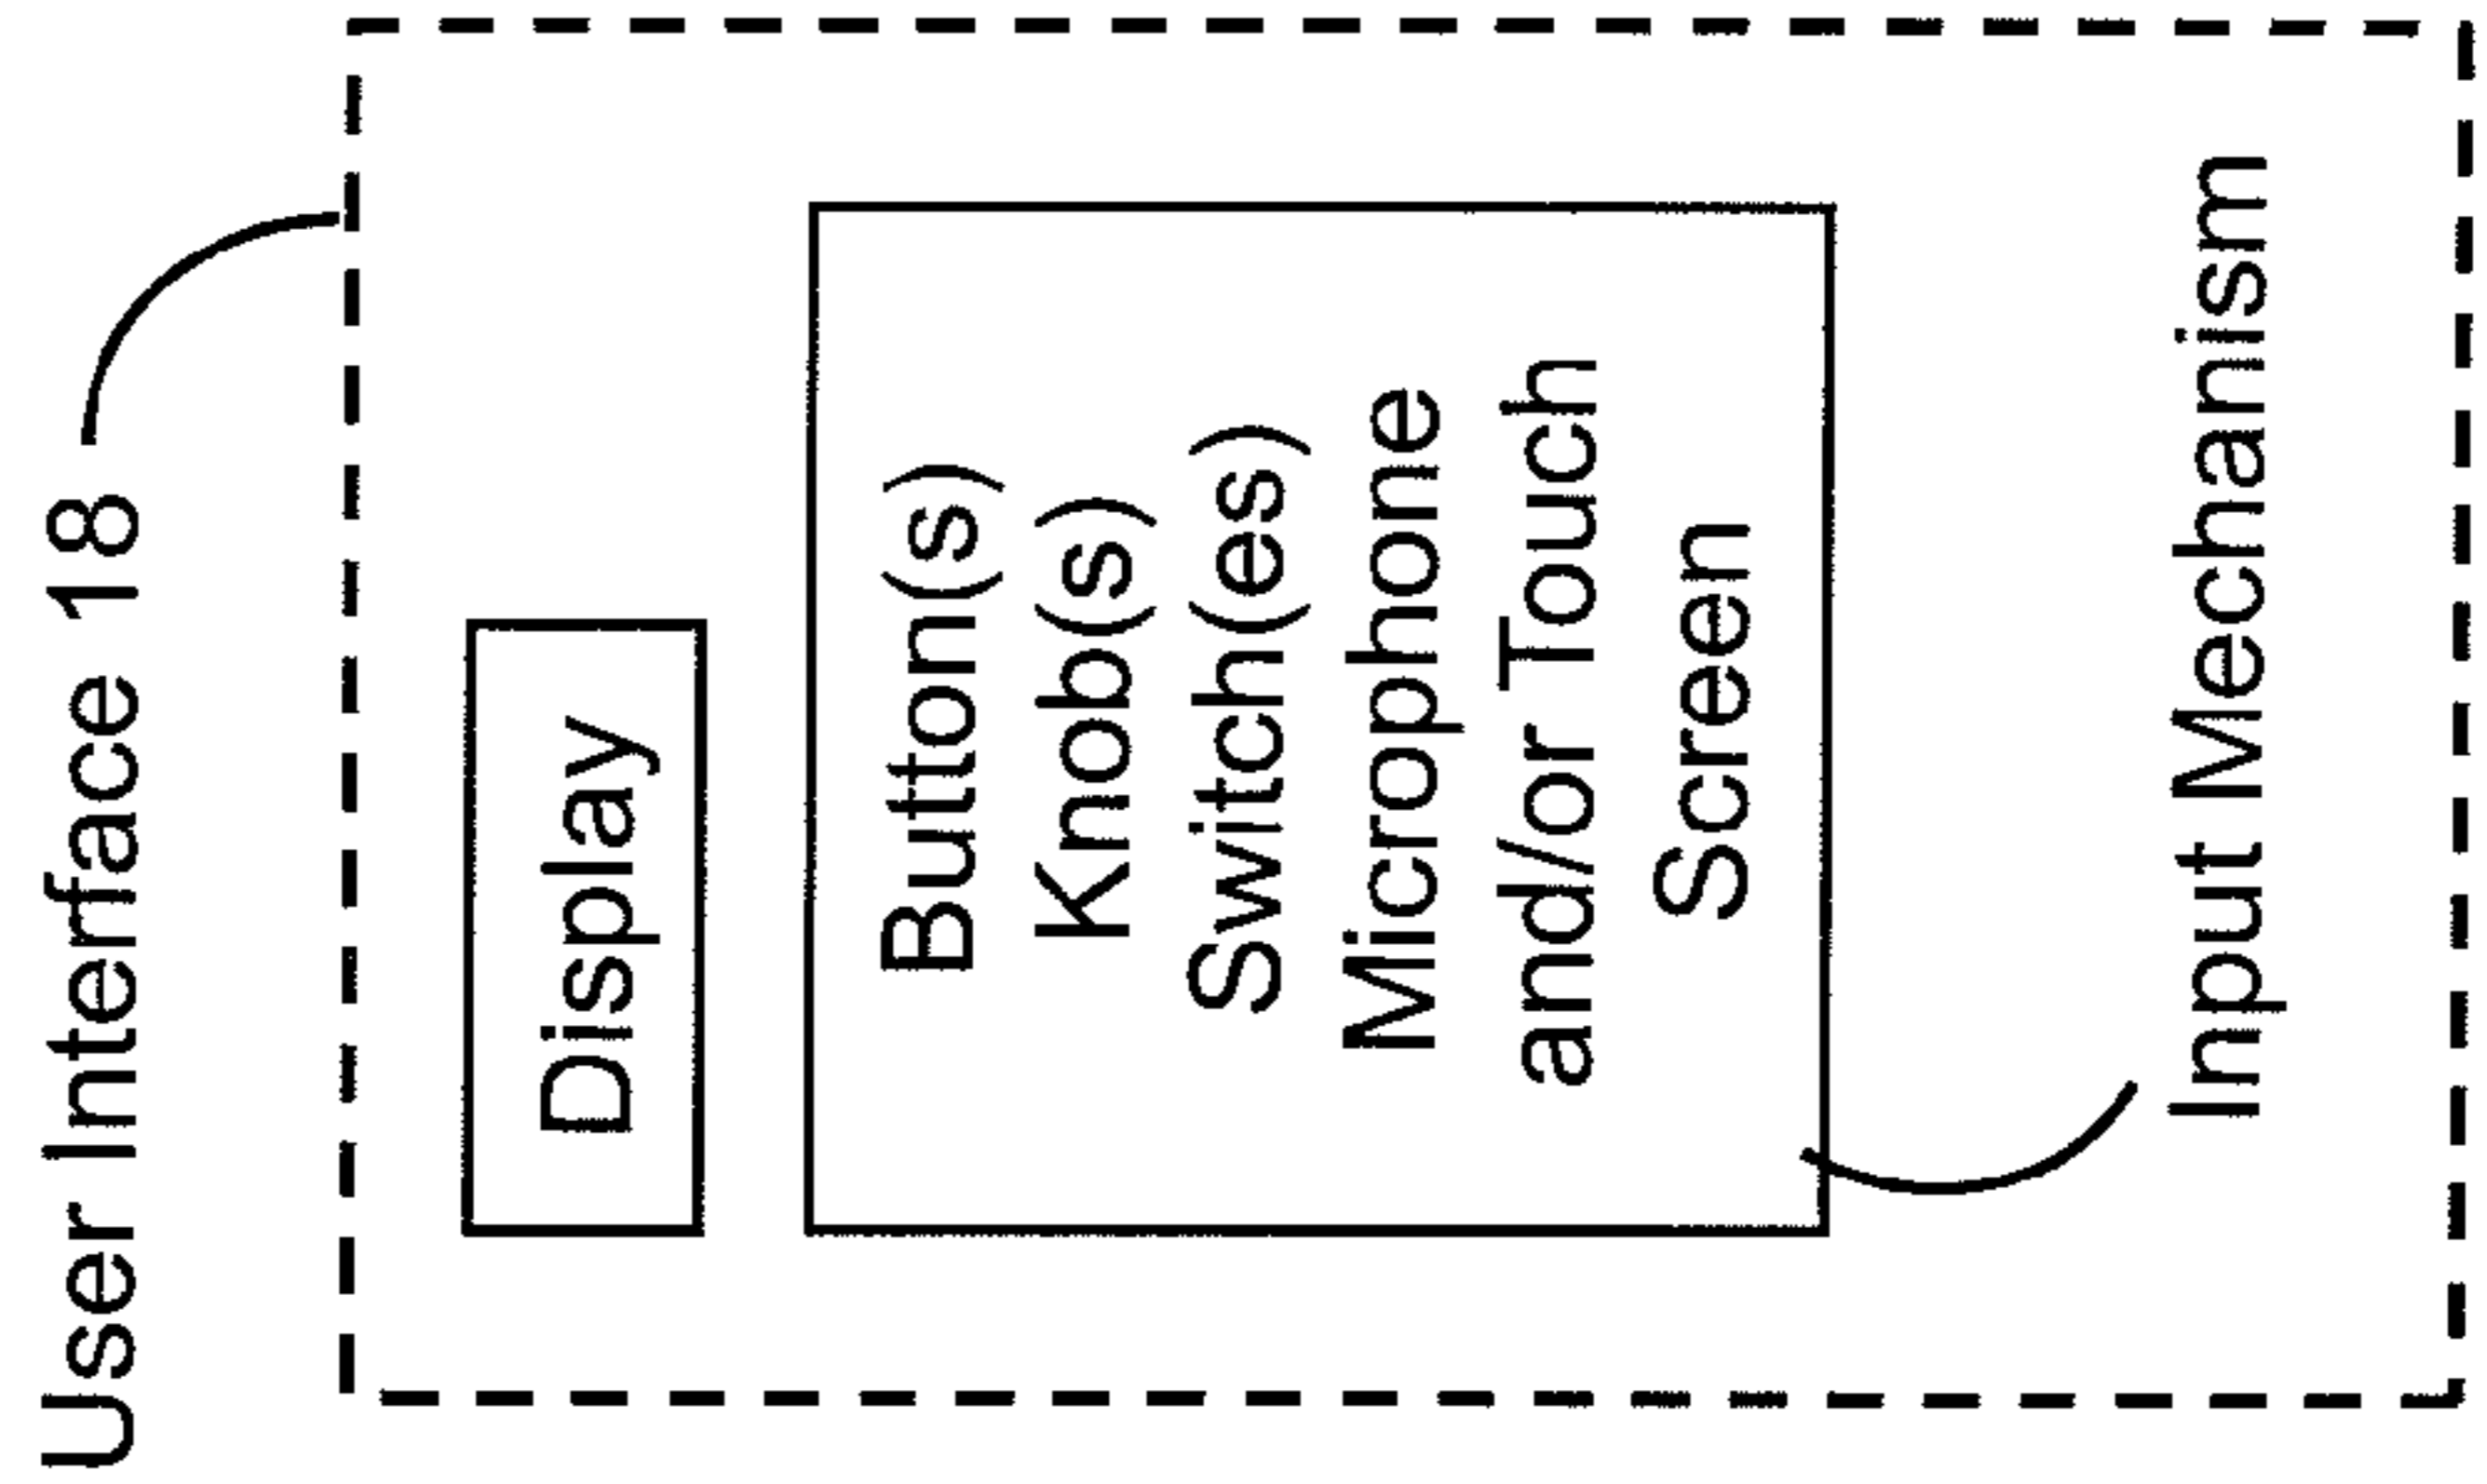 User Interface 18
Display
Button(s)
Knob(s)
Switch(es)
Microphone
and/or Touch
Screen
Input Mechanism